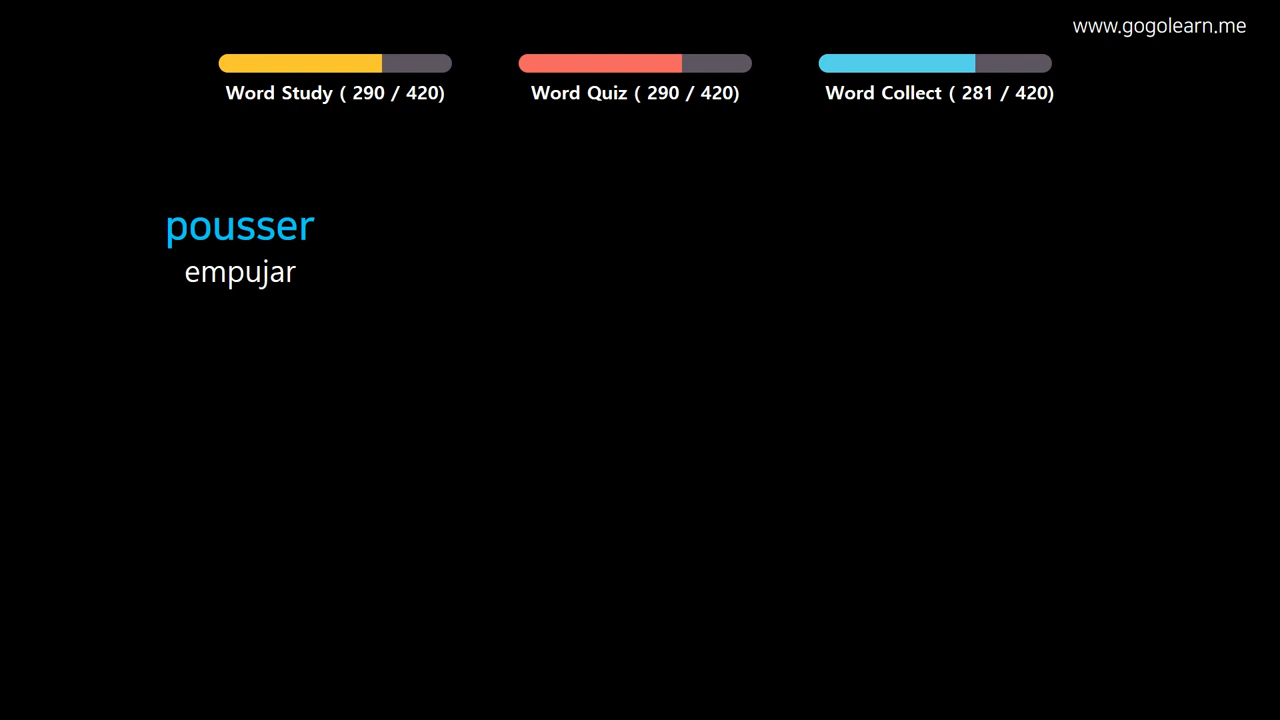 www.gogolearn.me
Word Study ( 290 / 420)
Word Quiz ( 290 / 420)
Word Collect ( 281 / 420)
pousser
empujar